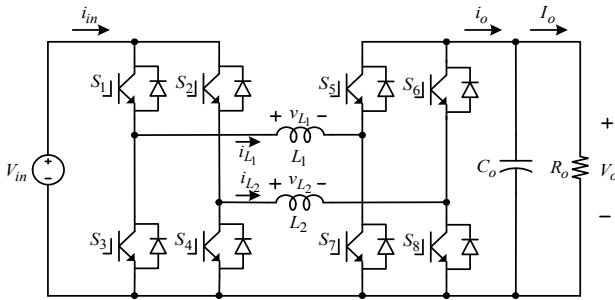 i_in
i_o
I_o
S_1
S_2
S_5
S_6
+ v_L1 −
i_L1
L_1
V_in
+
−
i_L2
+ v_L2 −
L_2
C_o
R_o
+
V_o
−
S_3
S_4
S_7
S_8